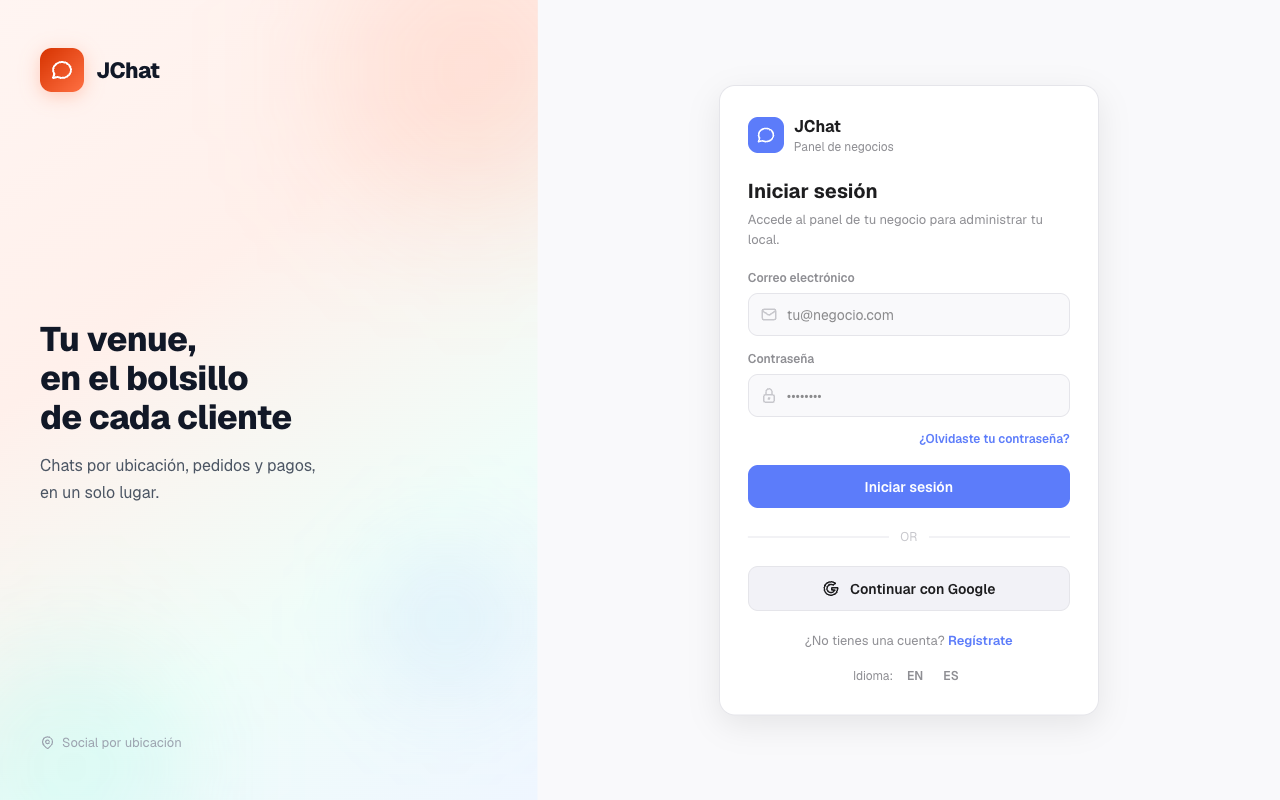 JChat
Tu venue,
en el bolsillo
de cada cliente
Chats por ubicación, pedidos y pagos,
en un solo lugar.
Social por ubicación
JChat
Panel de negocios
Iniciar sesión
Accede al panel de tu negocio para administrar tu
local.
Correo electrónico
tu@negocio.com
Contraseña
••••••••
¿Olvidaste tu contraseña?
Iniciar sesión
OR
Continuar con Google
¿No tienes una cuenta? Regístrate
Idioma: EN ES